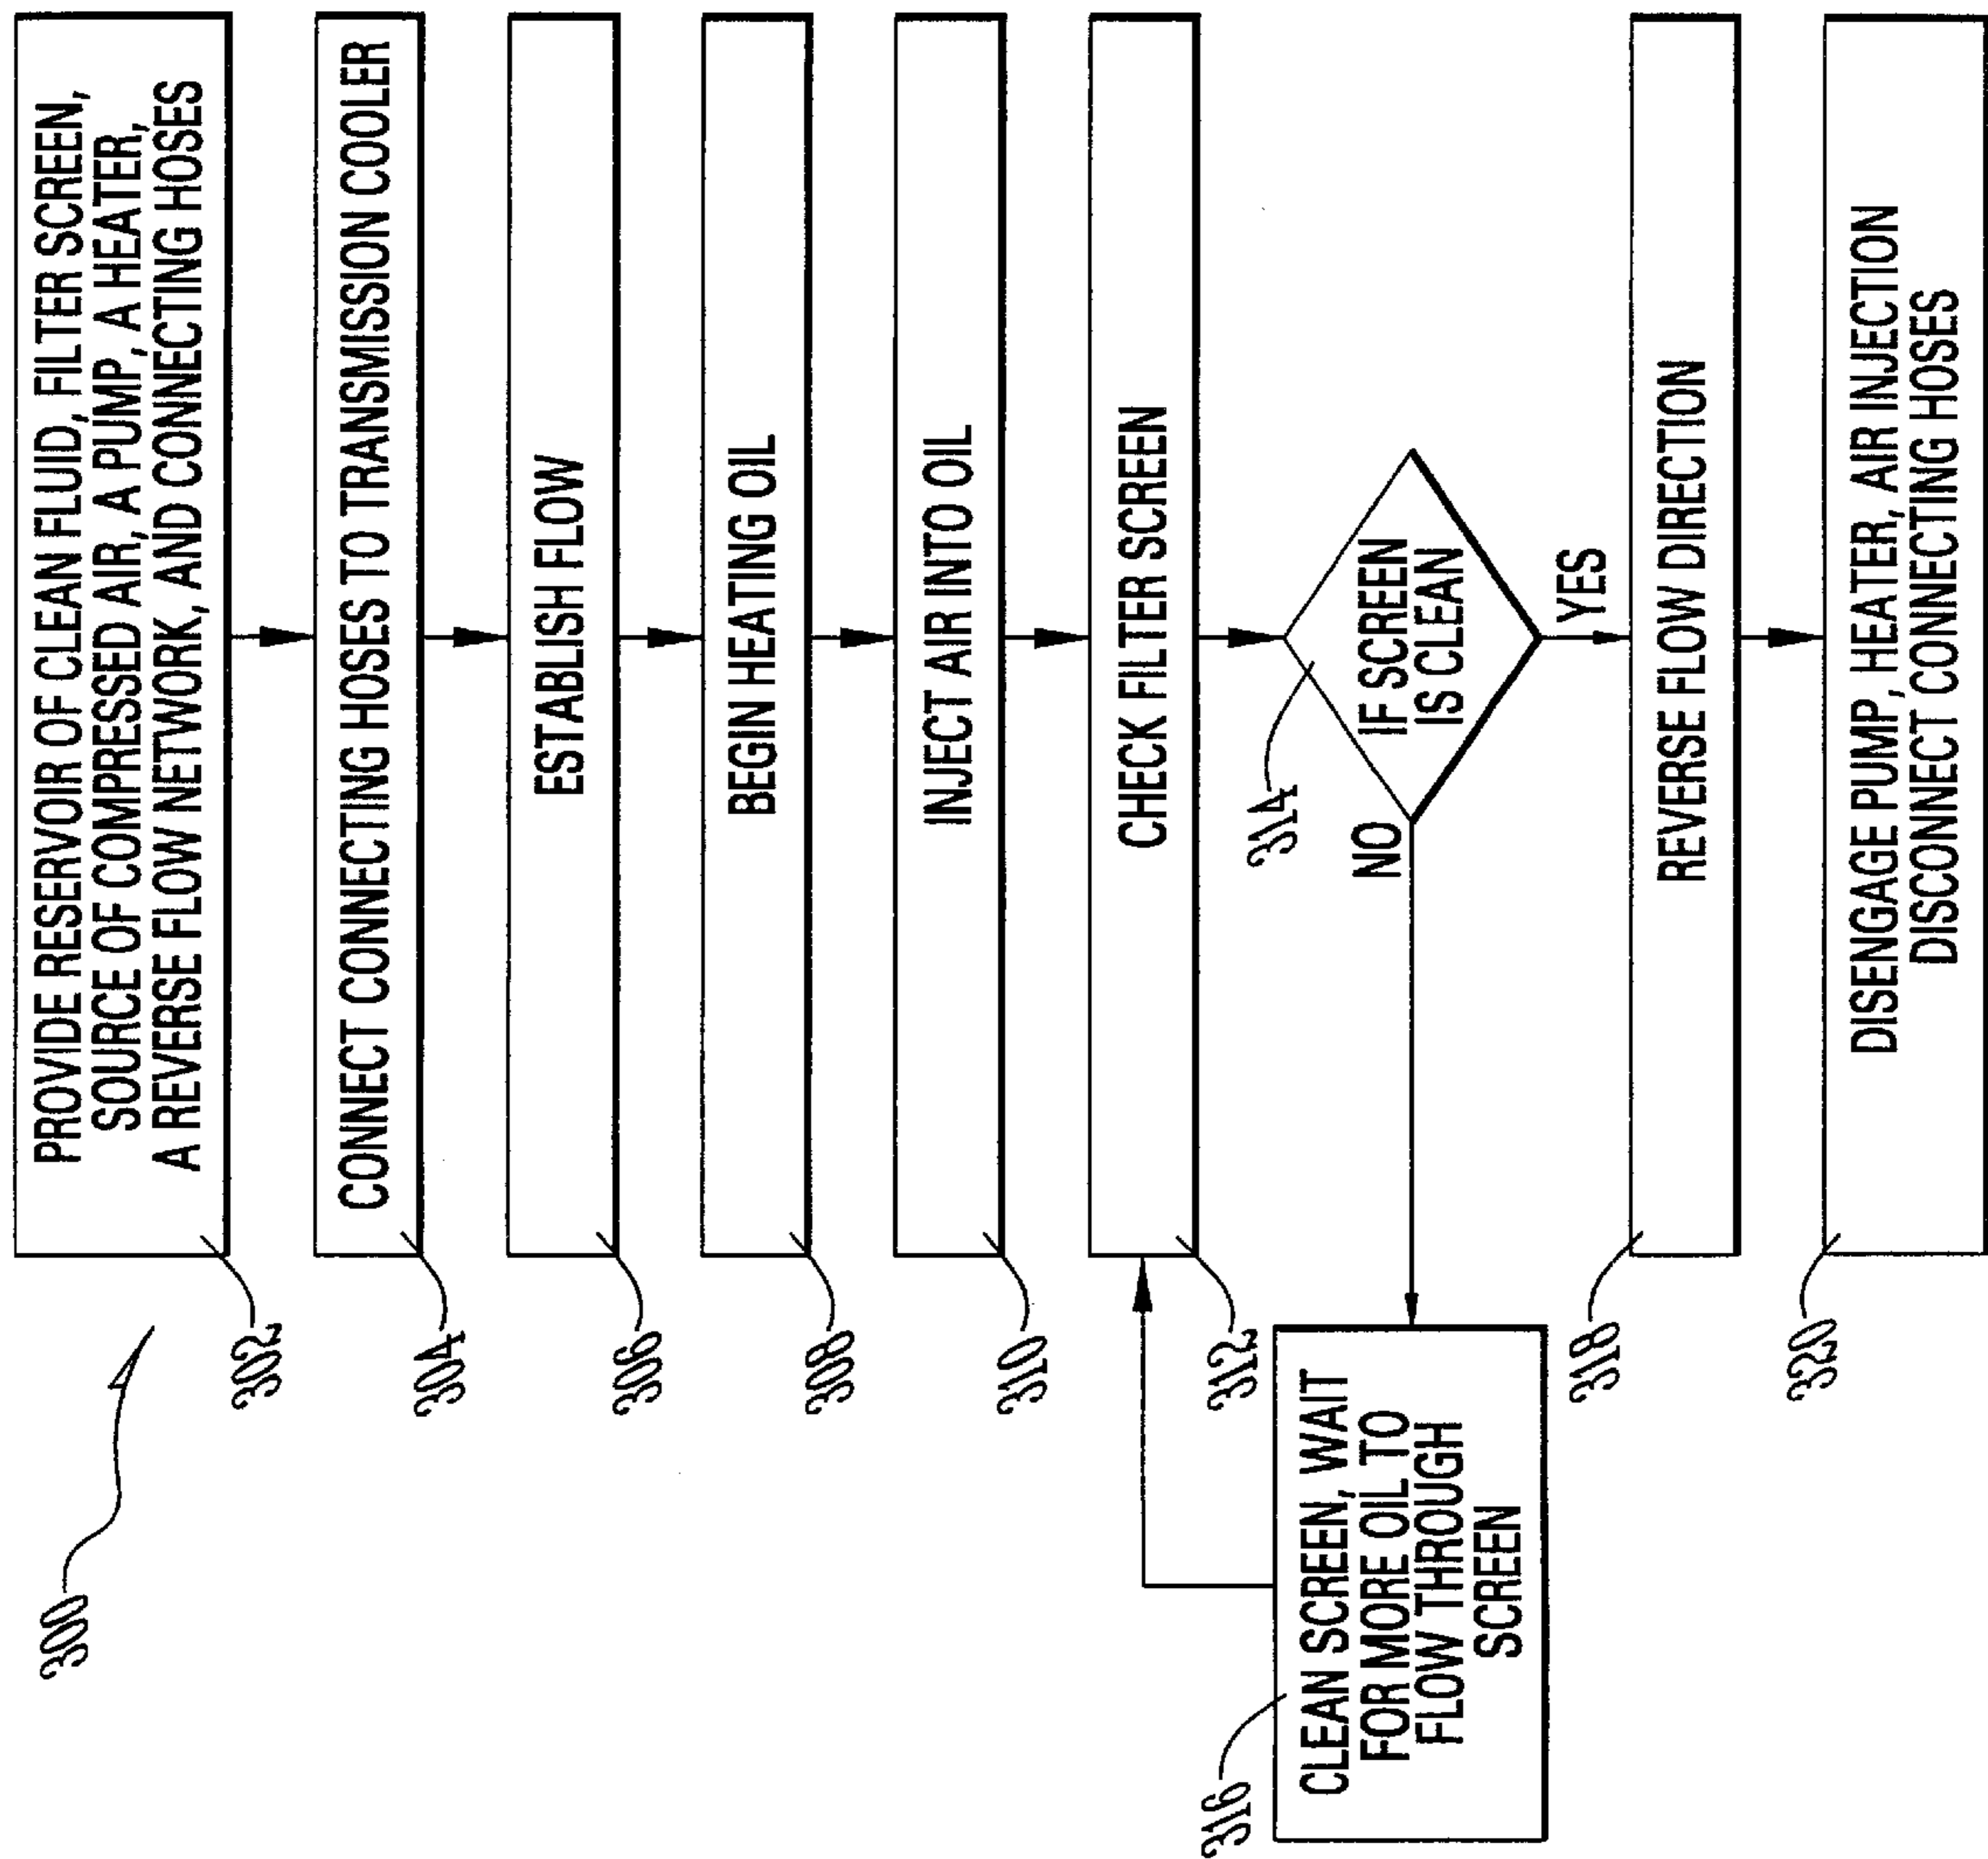 300
PROVIDE RESERVOIR OF CLEAN FLUID, FILTER SCREEN,
SOURCE OF COMPRESSED AIR, A PUMP, A HEATER,
A REVERSE FLOW NETWORK, AND CONNECTING HOSES
302
CONNECT CONNECTING HOSES TO TRANSMISSION COOLER
304
ESTABLISH FLOW
306
BEGIN HEATING OIL
308
INJECT AIR INTO OIL
310
CHECK FILTER SCREEN
312
314
IF SCREEN
IS CLEAN
NO
YES
CLEAN SCREEN, WAIT
FOR MORE OIL TO
FLOW THROUGH
SCREEN
316
REVERSE FLOW DIRECTION
318
DISENGAGE PUMP, HEATER, AIR INJECTION
DISCONNECT CONNECTING HOSES
320